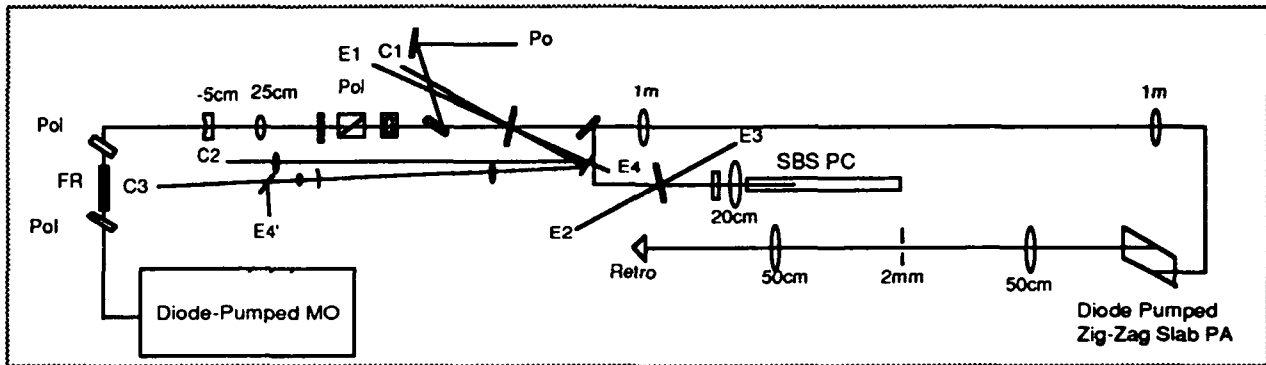 E1
C1
Po
-5cm
25cm
Pol
1m
1m
Pol
C2
E3
FR
C3
E4
SBS PC
Pol
E4'
E2
20cm
Retro
50cm
2mm
50cm
Diode-Pumped MO
Diode Pumped
Zig-Zag Slab PA